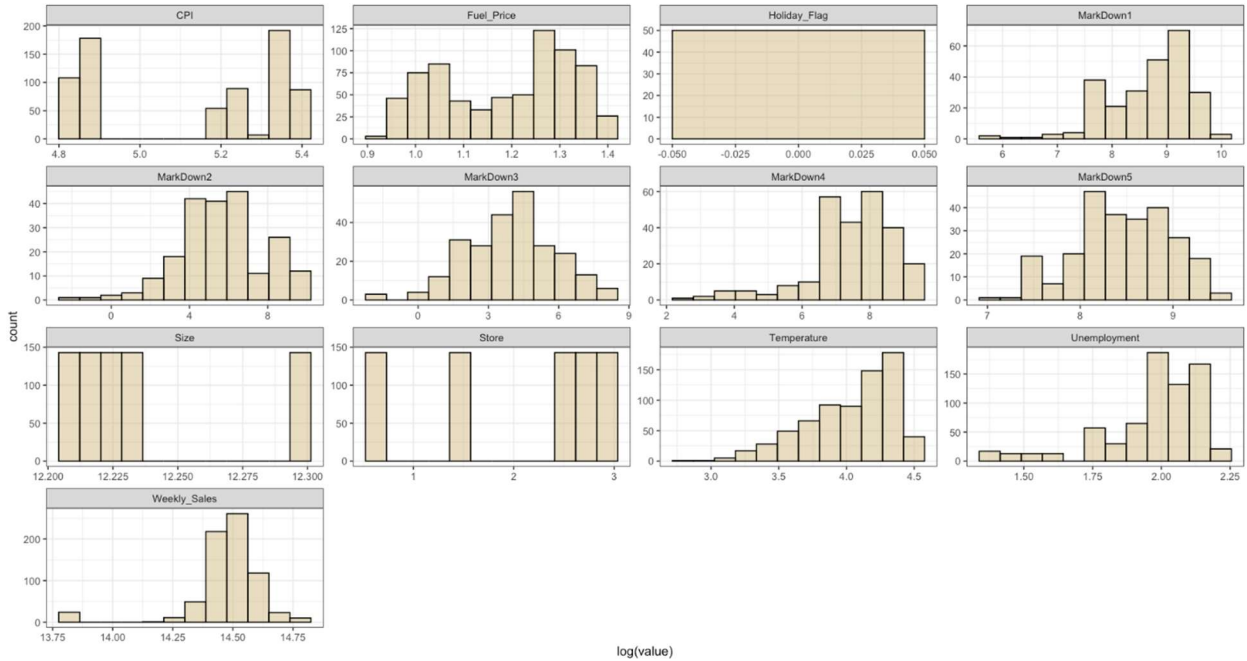 CPI Fuel_Price Holiday_Flag MarkDown1
200 150 100 50 0
4.8 5.0 5.2 5.4
125 100 75 50 25 0
0.9 1.0 1.1 1.2 1.3 1.4
50 40 30 20 10 0
-0.050 -0.025 0.000 0.025 0.050
60 40 20 0
6 7 8 9 10
MarkDown2 MarkDown3 MarkDown4 MarkDown5
40 30 20 10 0
0 4 8
40 20 0
0 3 6 9
60 40 20 0
2 4 6 8
50 40 30 20 10 0
7 8 9
count
Size Store Temperature Unemployment
150 100 50 0
12.200 12.225 12.250 12.275 12.300
150 100 50 0
1 2 3
150 100 50 0
3.0 3.5 4.0 4.5
150 100 50 0
1.50 1.75 2.00 2.25
Weekly_Sales
200 100 0
13.75 14.00 14.25 14.50 14.75
log(value)